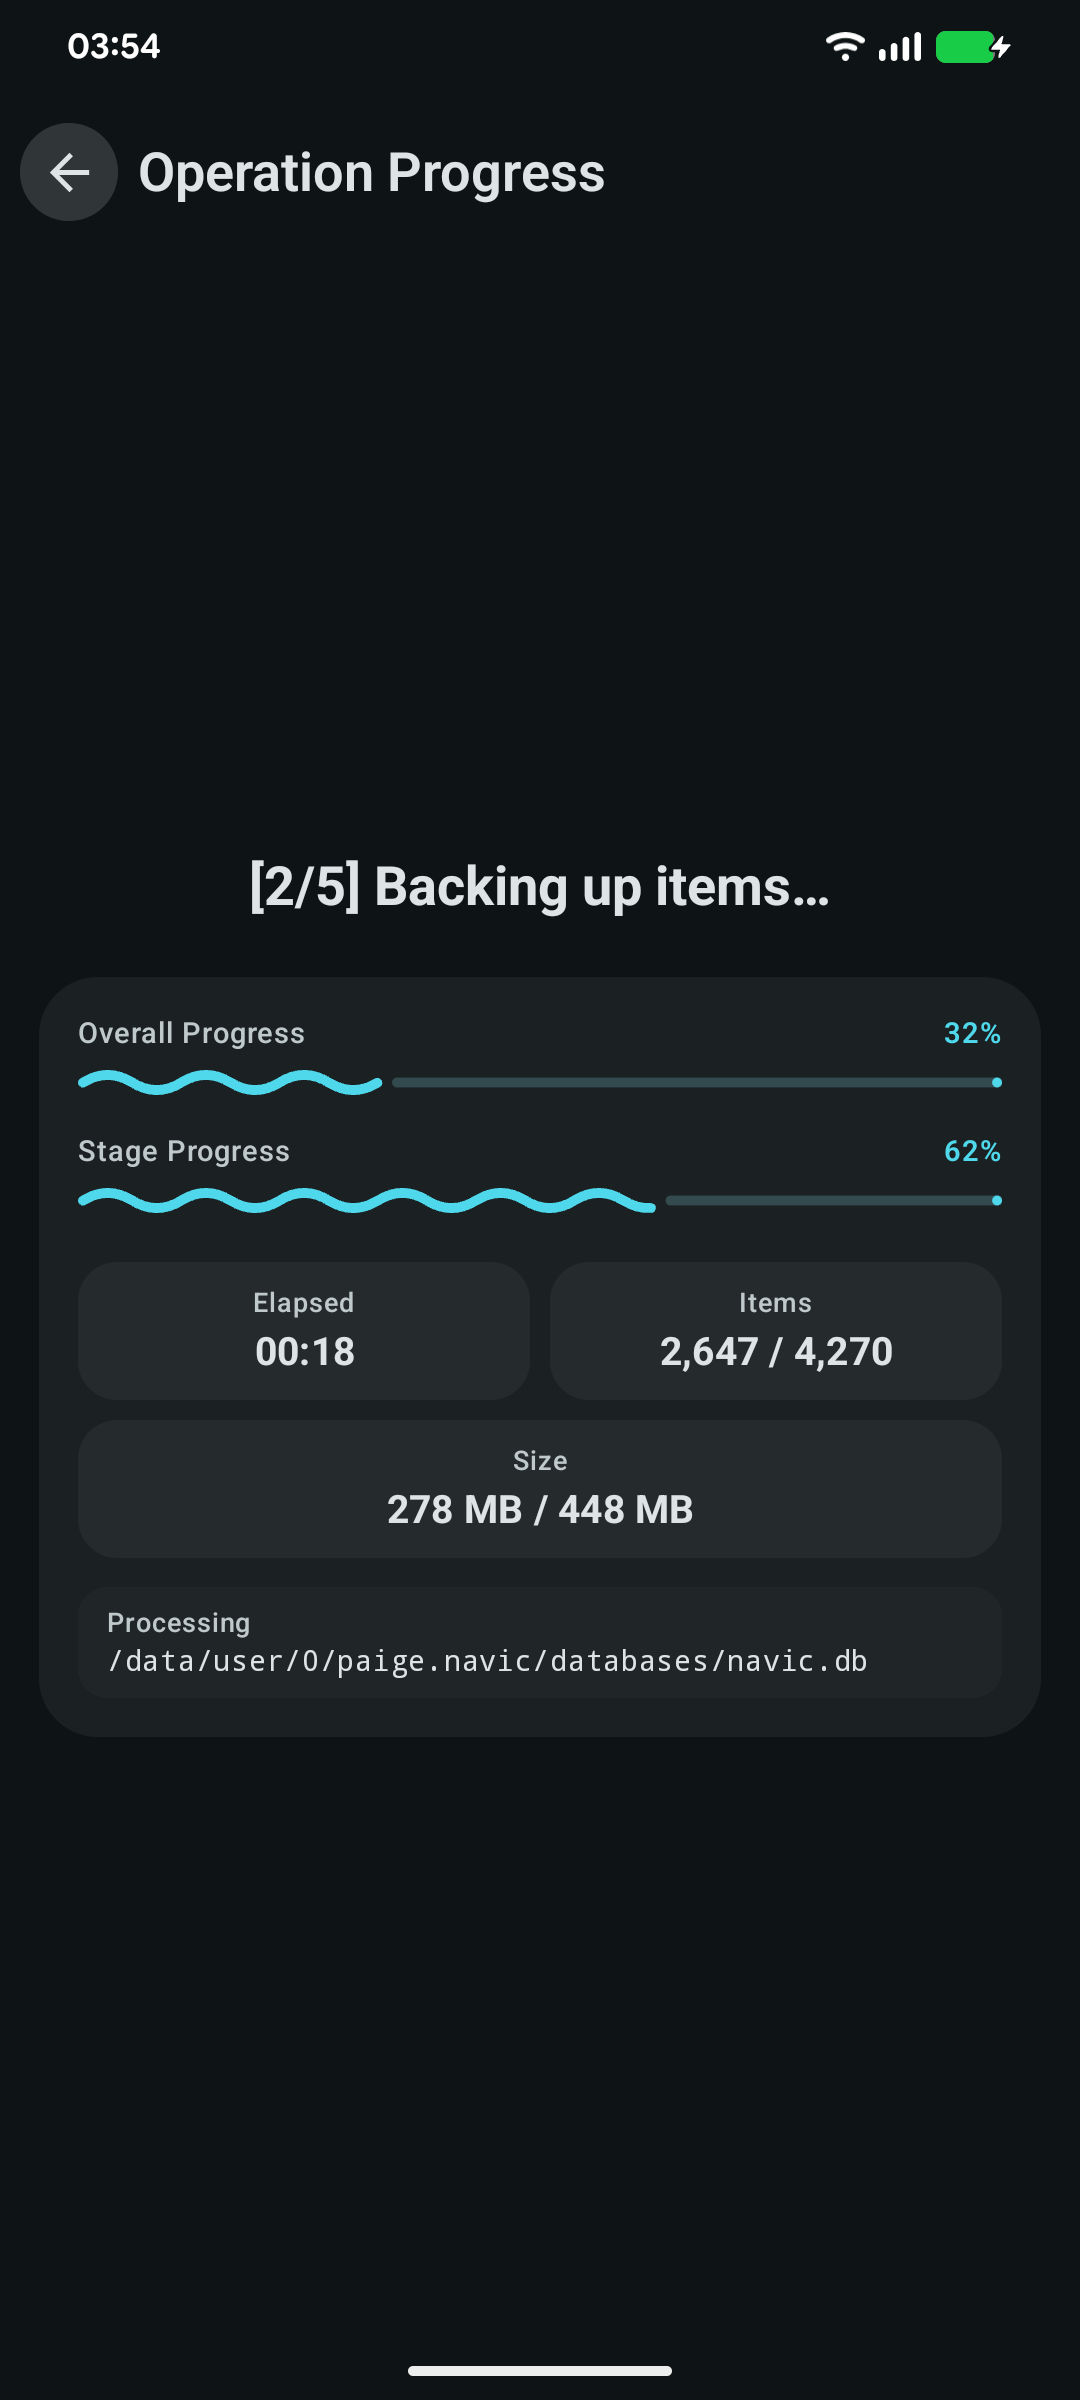 03:54
Operation Progress
[2/5] Backing up items…
Overall Progress 32%
Stage Progress 62%
Elapsed Items
00:18 2,647 / 4,270
Size
278 MB / 448 MB
Processing
/data/user/0/paige.navic/databases/navic.db